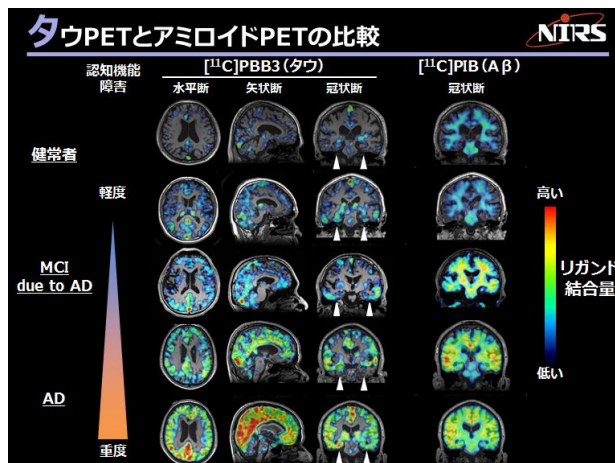 タウPETとアミロイドPETの比較
NIRS
認知機能
障害
[¹¹C]PBB3(タウ)
[¹¹C]PIB(Aβ)
水平断
矢状断
冠状断
冠状断
健常者
軽度
MCI
due to AD
AD
重度
高い
リガンド
結合量
低い